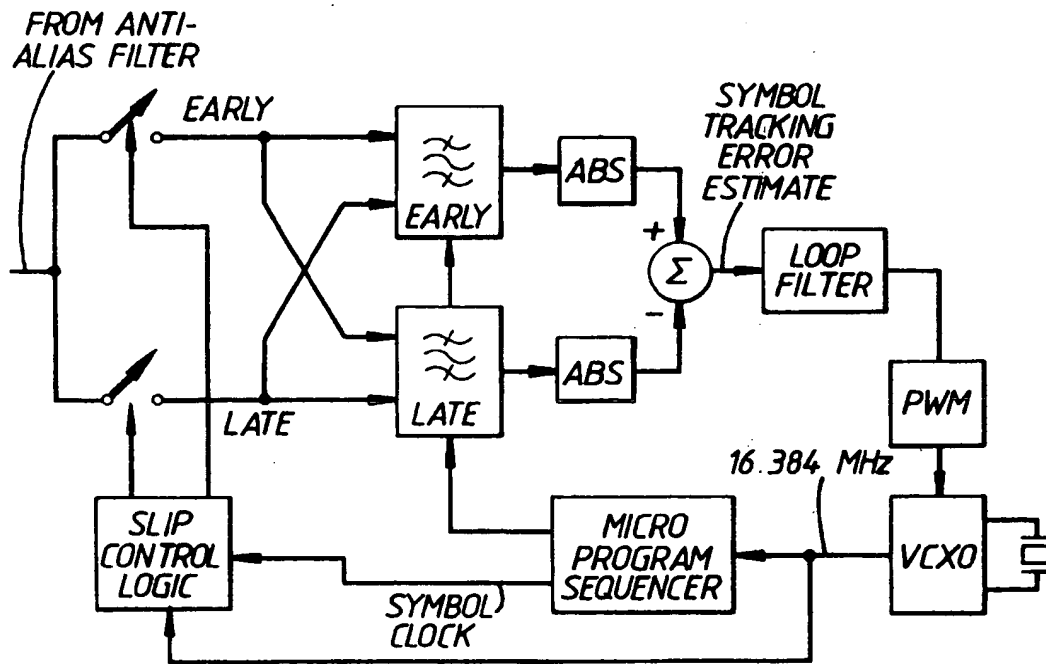 FROM ANTI-
ALIAS FILTER
EARLY
SYMBOL
TRACKING
ERROR
ESTIMATE
ABS
EARLY
+
Σ
-
LOOP
FILTER
ABS
LATE
LATE
PWM
16.384 MHz
SLIP
CONTROL
LOGIC
MICRO
PROGRAM
SEQUENCER
VCXO
SYMBOL
CLOCK